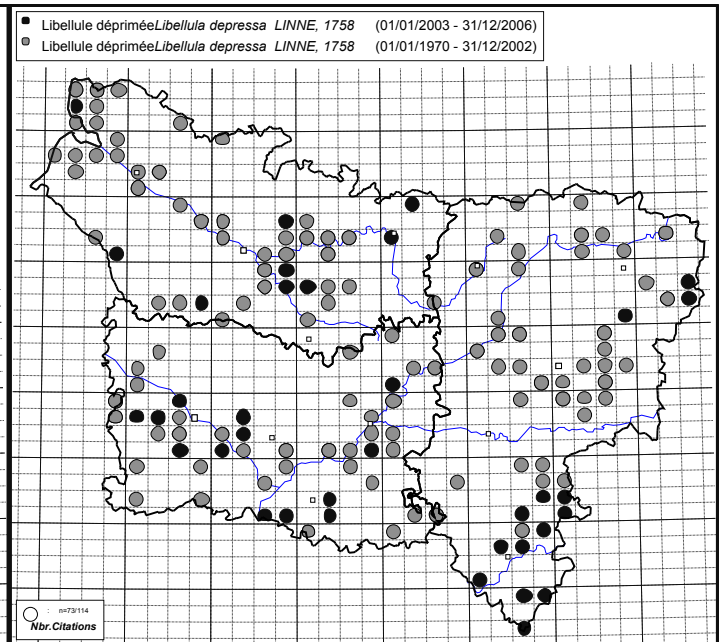 Libellule dépriméeLibellula depressa LINNE, 1758 (01/01/2003 - 31/12/2006)
Libellule dépriméeLibellula depressa LINNE, 1758 (01/01/1970 - 31/12/2002)
: n=73/114
Nbr.Citations